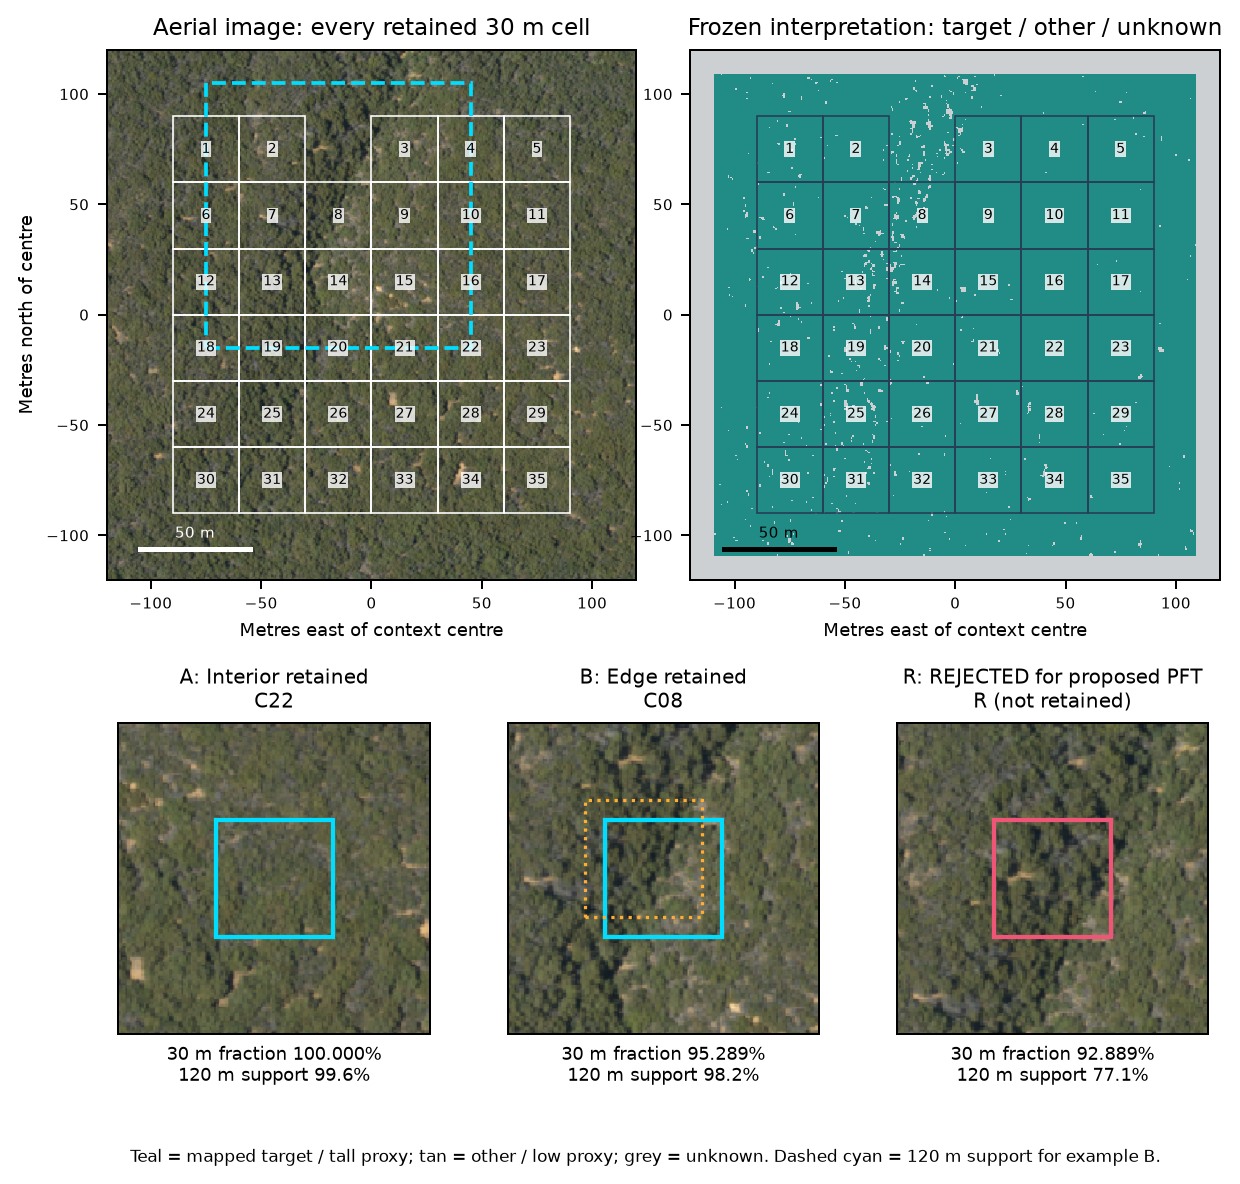 Aerial image: every retained 30 m cell
Frozen interpretation: target / other / unknown
Metres north of centre
100
50
0
−50
−100
1 2 3 4 5
6 7 8 9 10 11
12 13 14 15 16 17
18 19 20 21 22 23
24 25 26 27 28 29
30 31 32 33 34 35
50 m
−100 −50 0 50 100
Metres east of context centre
100
50
0
−50
−100
1 2 3 4 5
6 7 8 9 10 11
12 13 14 15 16 17
18 19 20 21 22 23
24 25 26 27 28 29
30 31 32 33 34 35
50 m
−100 −50 0 50 100
Metres east of context centre
A: Interior retained
C22
30 m fraction 100.000%
120 m support 99.6%
B: Edge retained
C08
30 m fraction 95.289%
120 m support 98.2%
R: REJECTED for proposed PFT
R (not retained)
30 m fraction 92.889%
120 m support 77.1%
Teal = mapped target / tall proxy; tan = other / low proxy; grey = unknown. Dashed cyan = 120 m support for example B.